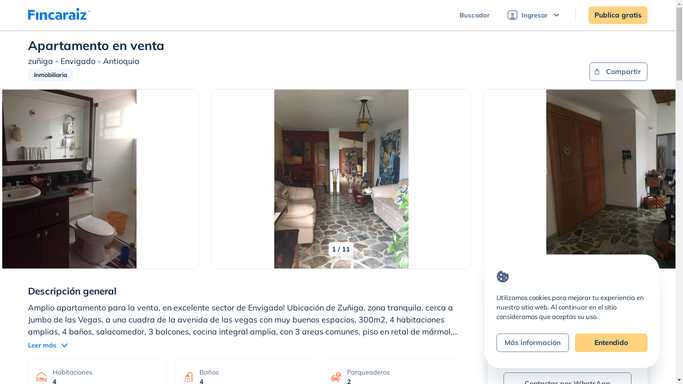 Fincaraiz
Buscador
Ingresar
Publica gratis
Apartamento en venta
zuñiga - Envigado - Antioquia
Inmobiliaria
Compartir
1 / 11
Descripción general
Amplio apartamento para la venta, en excelente sector de Envigado! Ubicación de Zuñiga, zona tranquila, cerca a
Jumbo de las Vegas, a una cuadra de la avenida de las vegas con muy buenos espacios, 300m2, 4 habitaciones
amplias, 4 baños, salacomedor, 3 balcones, cocina integral amplia, con 3 areas comunes, piso en retal de mármol,...
Leer más
Habitaciones
4
Baños
4
Parqueaderos
2
Utilizamos cookies para mejorar tu experiencia en
nuestro sitio web. Al continuar en el sitio
consideramos que aceptas su uso.
Más información
Entendido
Contactar por WhatsApp